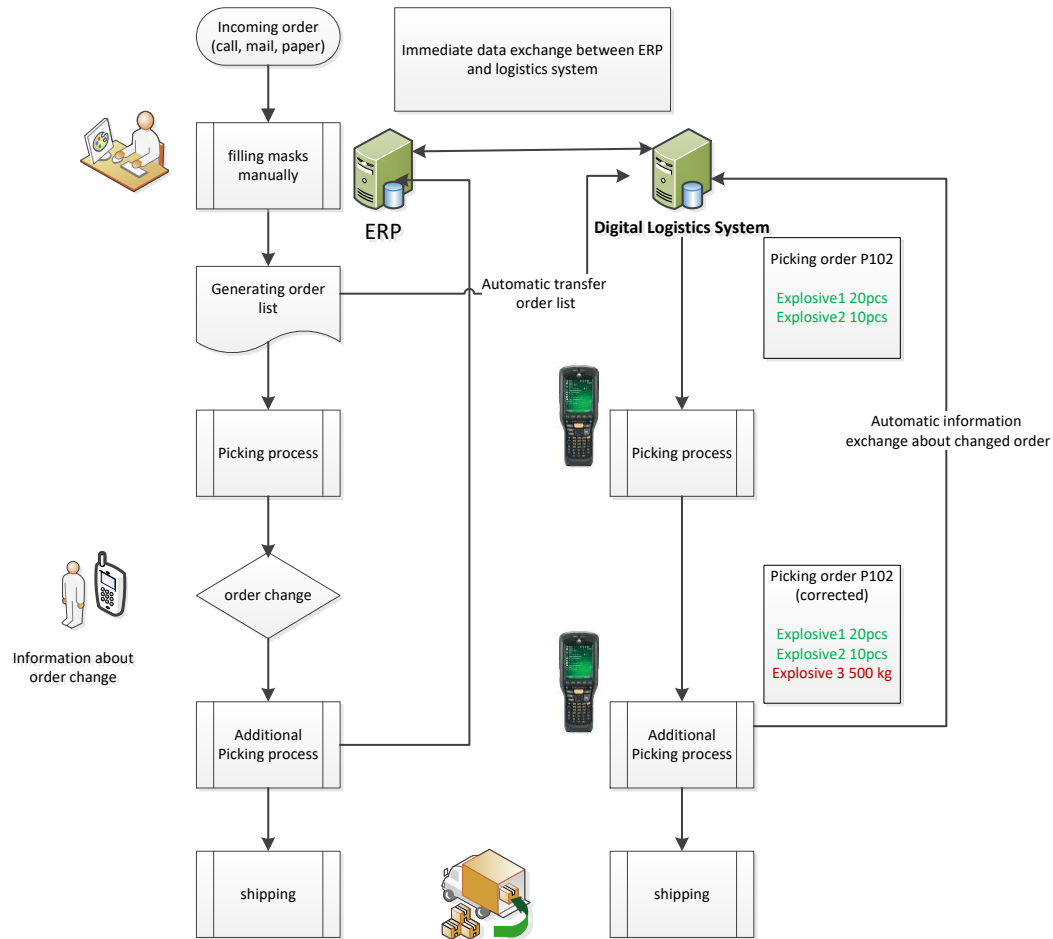 Incoming order
(call, mail, paper)
Immediate data exchange between ERP
and logistics system
filling masks
manually
ERP
Digital Logistics System
Generating order
list
Automatic transfer
order list
Picking order P102
Explosive1 20pcs
Explosive2 10pcs
Picking process
Picking process
Automatic information
exchange about changed order
order change
Information about
order change
Picking order P102
(corrected)
Explosive1 20pcs
Explosive2 10pcs
Explosive 3 500 kg
Additional
Picking process
Additional
Picking process
shipping
shipping